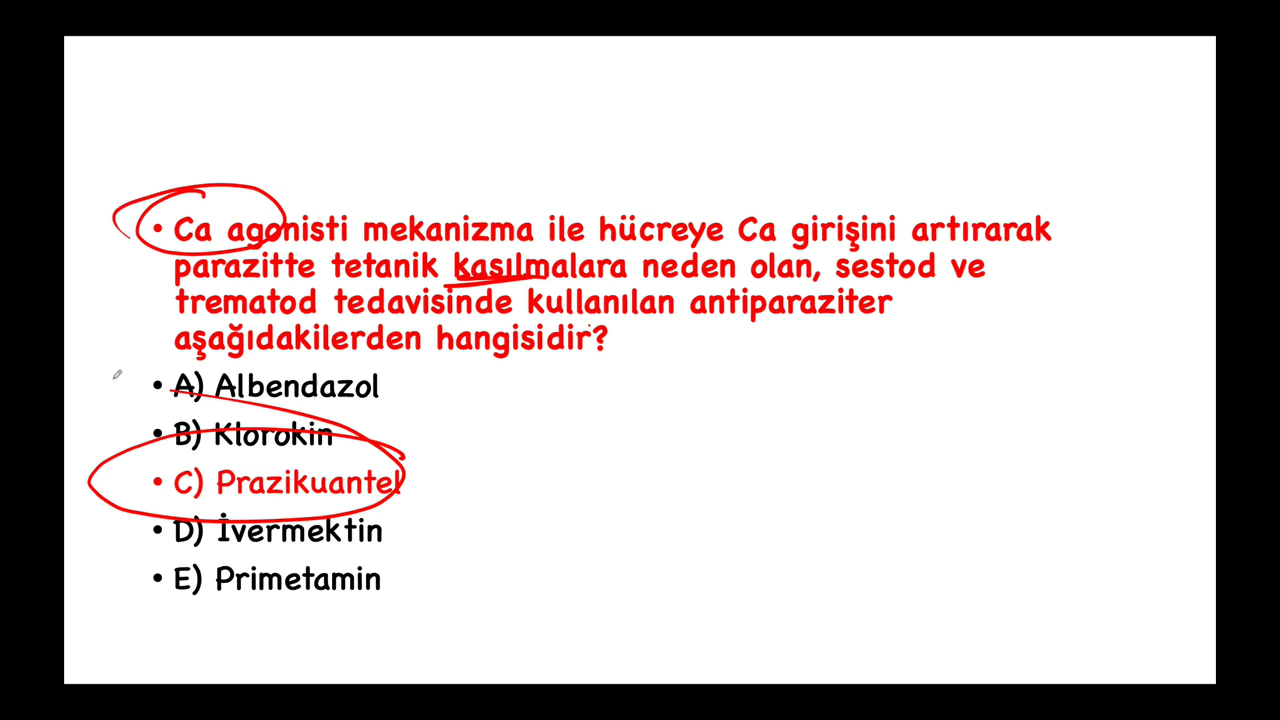 • Ca agonisti mekanizma ile hücreye Ca girişini artırarak
parazitte tetanik kasılmalara neden olan, sestod ve
trematod tedavisinde kullanılan antiparaziter
aşağıdakilerden hangisidir?
• A) Albendazol
• B) Klorokin
• C) Prazikuantel
• D) İvermektin
• E) Primetamin